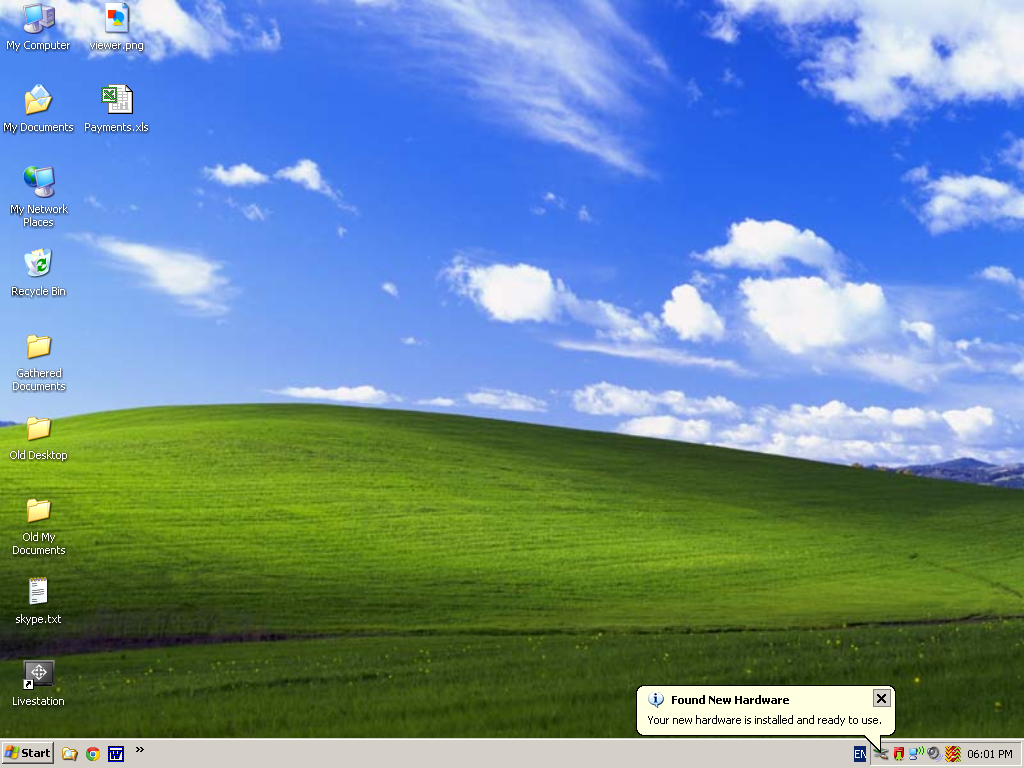 My Computer
viewer.png
My Documents
Payments.xls
My Network
Places
Recycle Bin
Gathered
Documents
Old Desktop
Old My
Documents
skype.txt
Livestation
Found New Hardware
Your new hardware is installed and ready to use.
Start
W
»
EN
06:01 PM